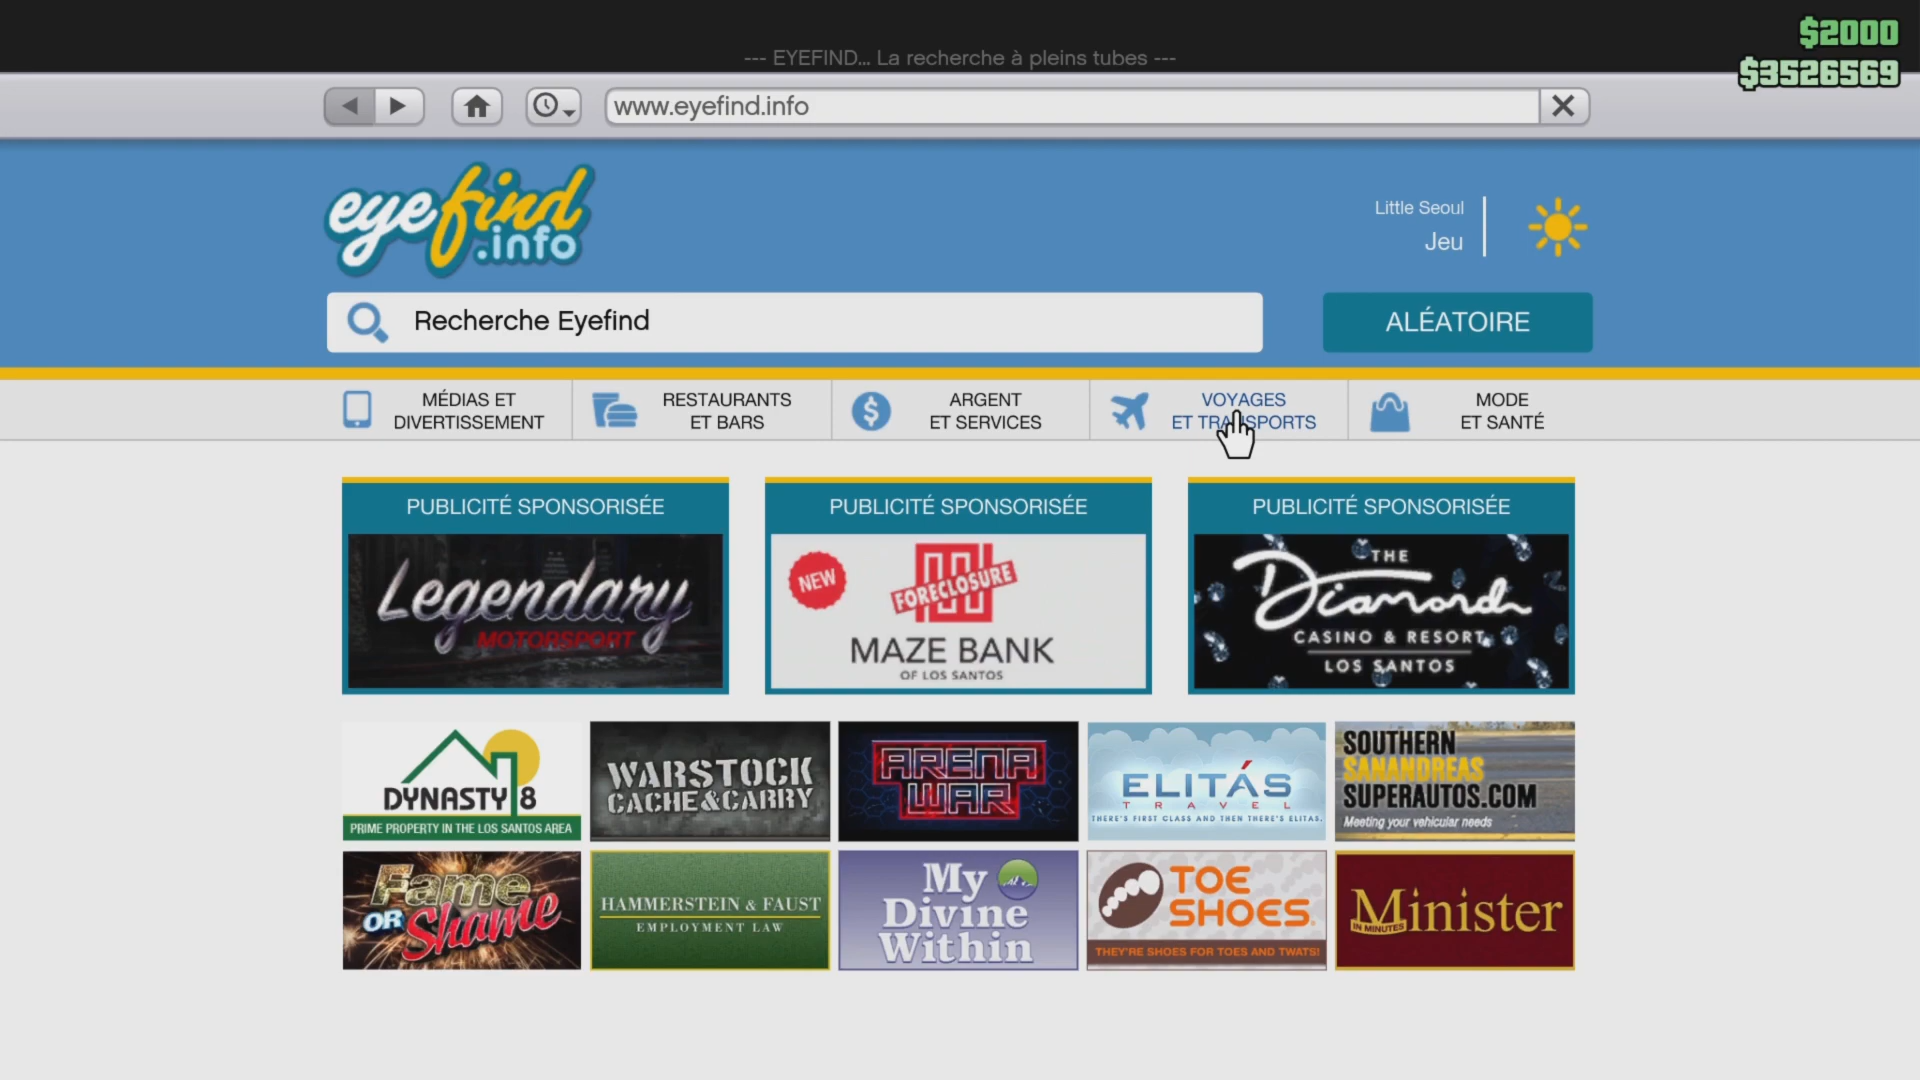 $2000
$3526569
--- EYEFIND... La recherche à pleins tubes ---
www.eyefind.info
eyefind
.info
Little Seoul
Jeu
Recherche Eyefind
ALÉATOIRE
MÉDIAS ET
DIVERTISSEMENT
RESTAURANTS
ET BARS
ARGENT
ET SERVICES
VOYAGES
ET TRANSPORTS
MODE
ET SANTÉ
PUBLICITÉ SPONSORISÉE
Legendary
MOTORSPORT
PUBLICITÉ SPONSORISÉE
NEW
FORECLOSURE
MAZE BANK
OF LOS SANTOS
PUBLICITÉ SPONSORISÉE
THE
Diamond
CASINO & RESORT
LOS SANTOS
DYNASTY 8
PRIME PROPERTY IN THE LOS SANTOS AREA
WARSTOCK
CACHE&CARRY
ARENA
WAR
ELITÁS
TRAVEL
THERE'S FIRST CLASS AND THEN THERE'S ELITAS.
SOUTHERN
SANANDREAS
SUPERAUTOS.COM
Meeting your vehicular needs
Fame
OR Shame
HAMMERSTEIN & FAUST
EMPLOYMENT LAW
My
Divine
Within
TOE
SHOES
THEY'RE SHOES FOR TOES AND TWATS!
Minister
IN MINUTES